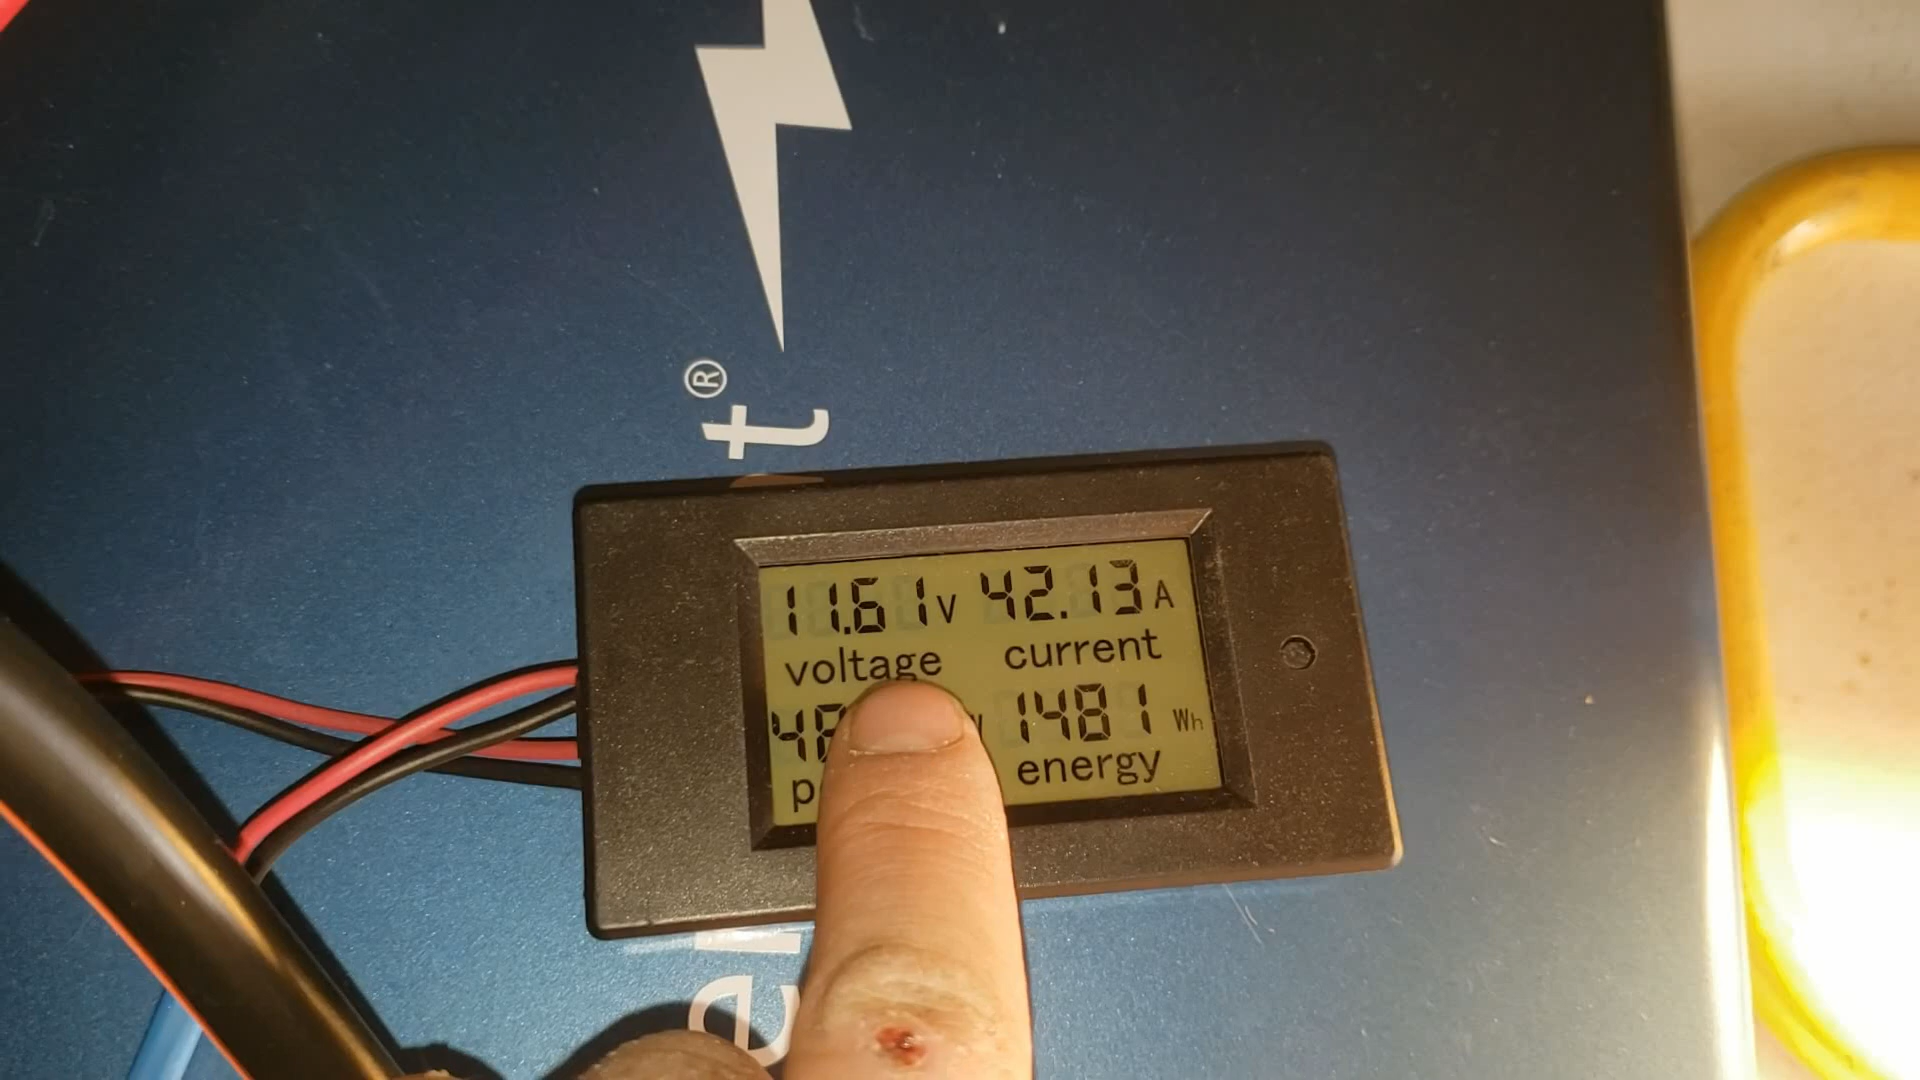 t®
11.61 V 42.13 A
voltage current
1481 Wh
energy